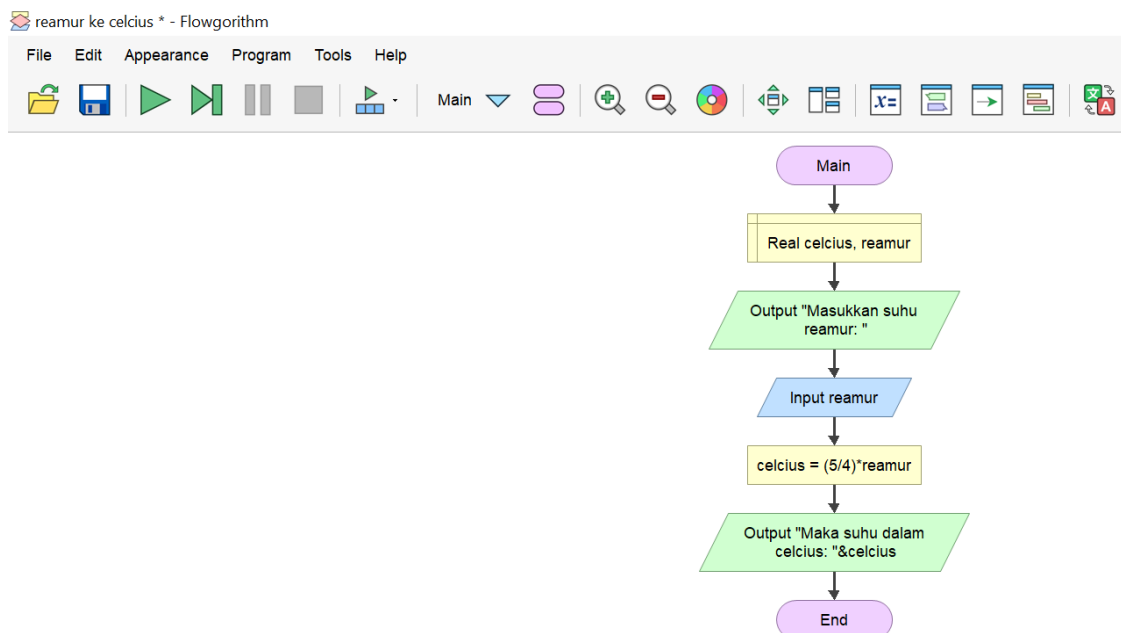 reamur ke celcius * - Flowgorithm
File Edit Appearance Program Tools Help
Main
x=
文
A
Main
Real celcius, reamur
Output "Masukkan suhu
reamur: "
Input reamur
celcius = (5/4)*reamur
Output "Maka suhu dalam
celcius: "&celcius
End